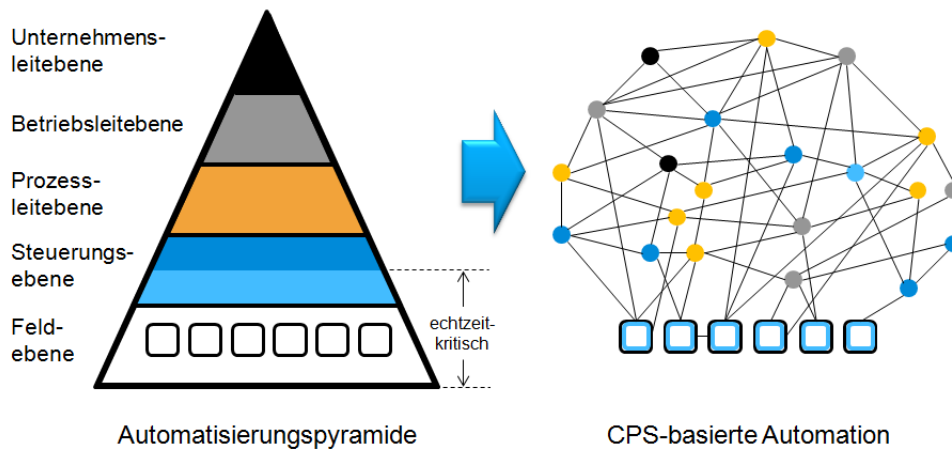 Unternehmens-
leitebene
Betriebsleitebene
Prozess-
leitebene
Steuerungs-
ebene
Feld-
ebene
echtzeit-
kritisch
Automatisierungspyramide
CPS-basierte Automation